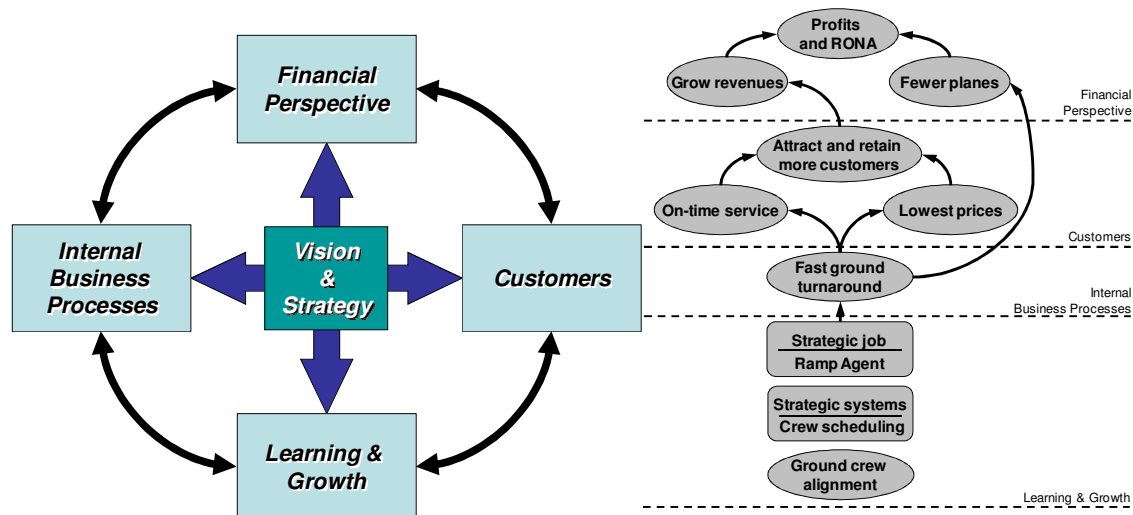 Financial
Perspective
Internal
Business
Processes
Vision
&
Strategy
Customers
Learning &
Growth
Profits
and RONA
Grow revenues
Fewer planes
Financial
Perspective
Attract and retain
more customers
On-time service
Lowest prices
Customers
Fast ground
turnaround
Internal
Business Processes
Strategic job
Ramp Agent
Strategic systems
Crew scheduling
Ground crew
alignment
Learning & Growth